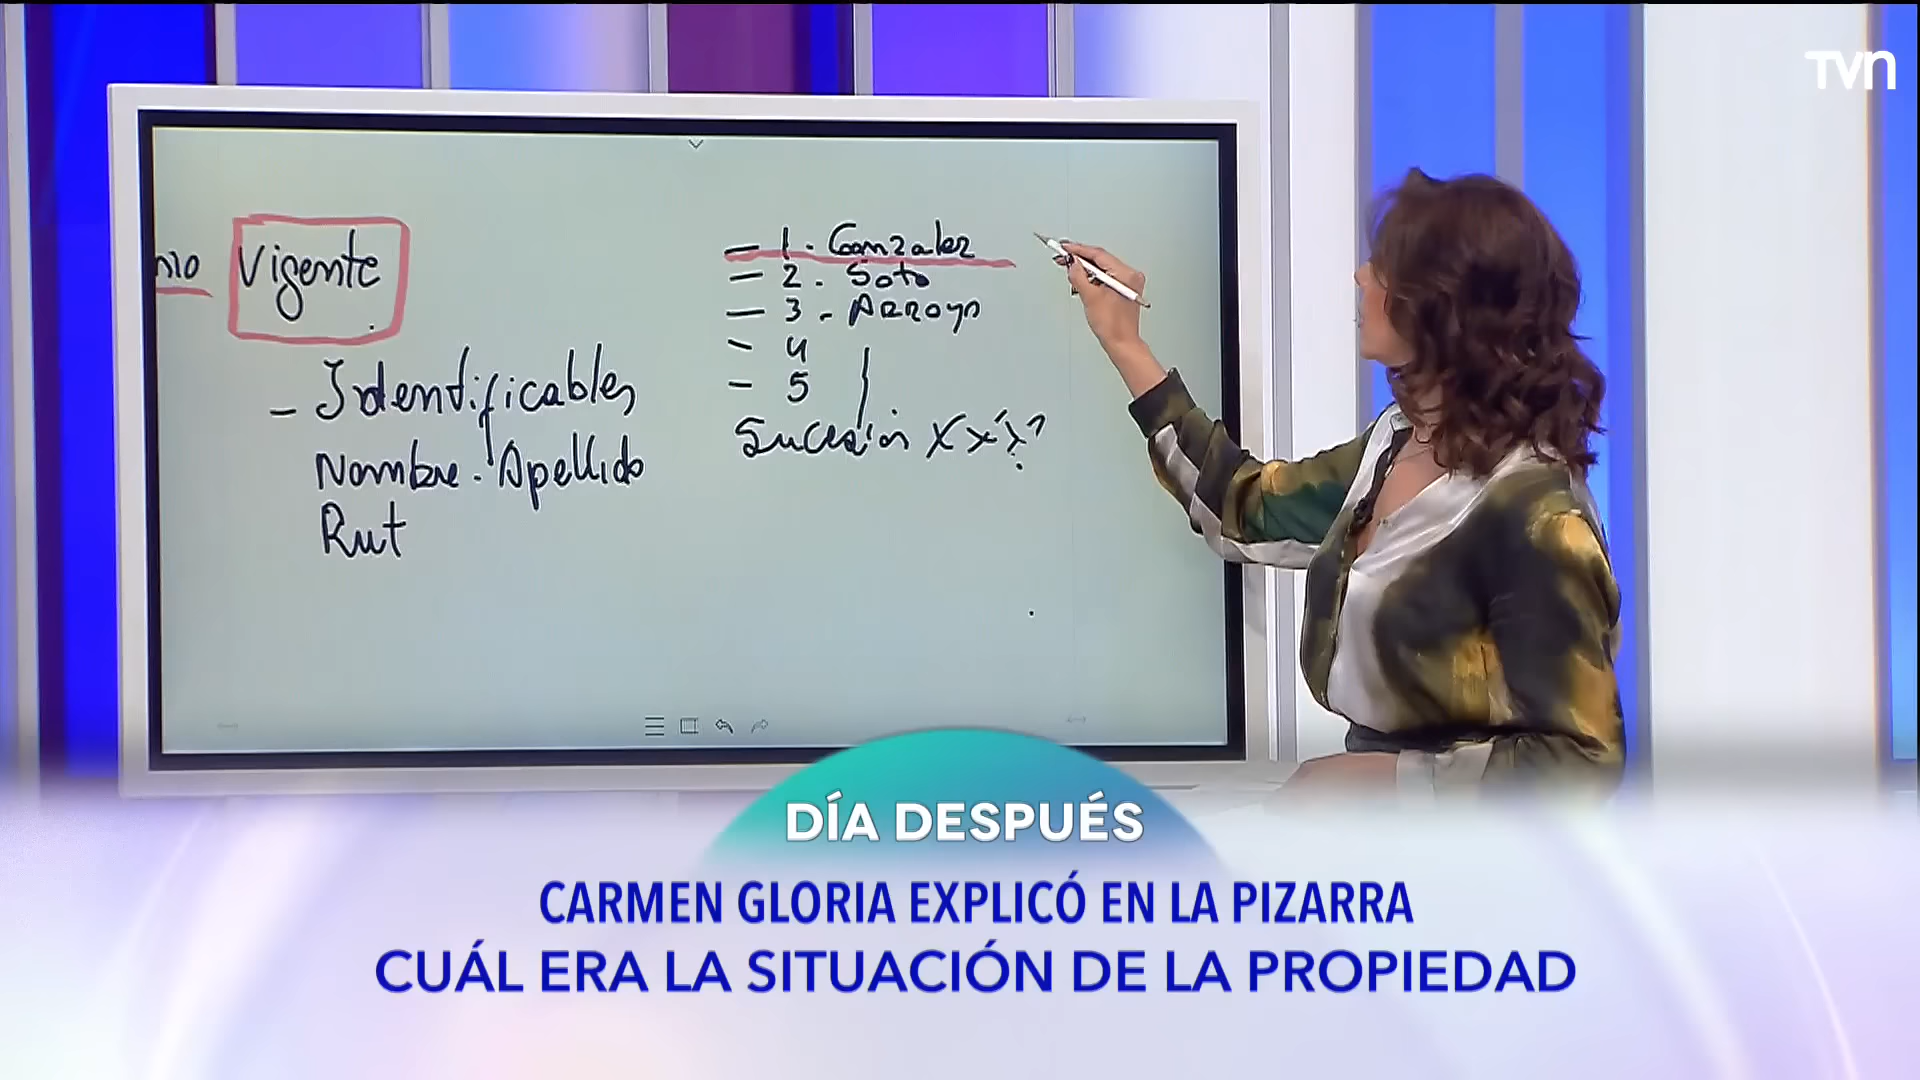 TVN
nio Vigente
- Identificables
Nombre . Apellido
Rut
- 1. Gonzalez
- 2. Soto
- 3. Arroyo
- 4
- 5
Sucesión X x x ?
DÍA DESPUÉS
CARMEN GLORIA EXPLICÓ EN LA PIZARRA
CUÁL ERA LA SITUACIÓN DE LA PROPIEDAD